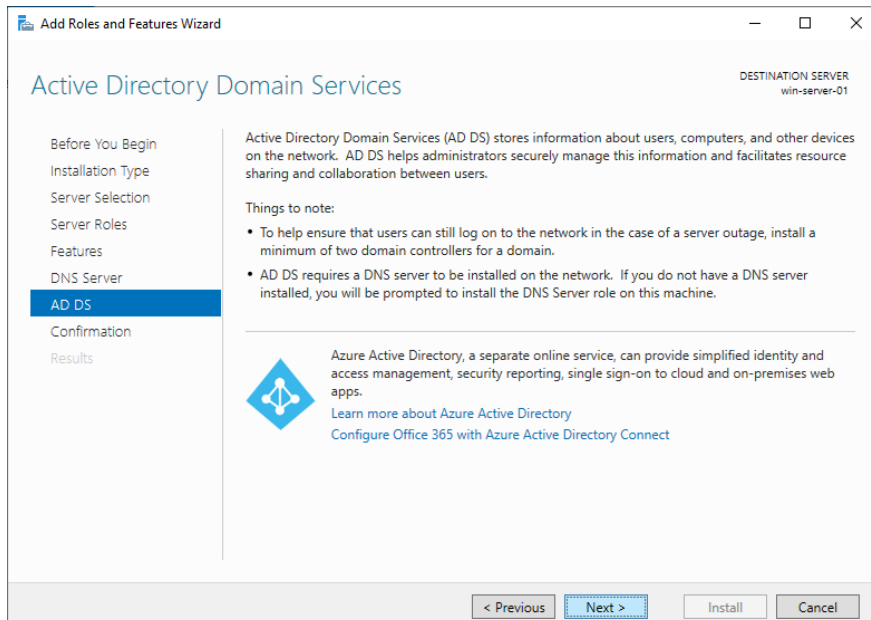 Add Roles and Features Wizard
Active Directory Domain Services
DESTINATION SERVER
win-server-01
Before You Begin
Installation Type
Server Selection
Server Roles
Features
DNS Server
AD DS
Confirmation
Results
Active Directory Domain Services (AD DS) stores information about users, computers, and other devices
on the network. AD DS helps administrators securely manage this information and facilitates resource
sharing and collaboration between users.
Things to note:
• To help ensure that users can still log on to the network in the case of a server outage, install a
minimum of two domain controllers for a domain.
• AD DS requires a DNS server to be installed on the network. If you do not have a DNS server
installed, you will be prompted to install the DNS Server role on this machine.
Azure Active Directory, a separate online service, can provide simplified identity and
access management, security reporting, single sign-on to cloud and on-premises web
apps.
Learn more about Azure Active Directory
Configure Office 365 with Azure Active Directory Connect
< Previous
Next >
Install
Cancel